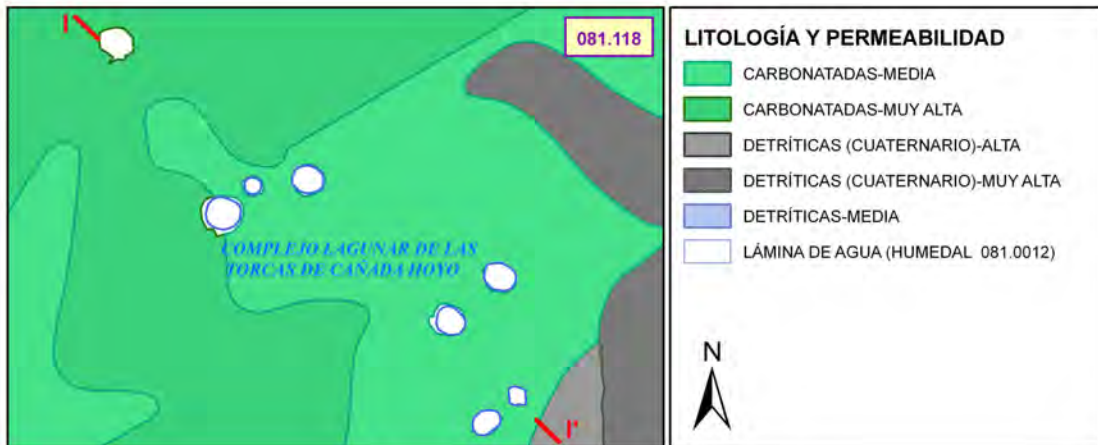 I
081.118
COMPLEJO LAGUNAR DE LAS
TORCAS DE CAÑADA HOYO
I'
LITOLOGÍA Y PERMEABILIDAD
CARBONATADAS-MEDIA
CARBONATADAS-MUY ALTA
DETRÍTICAS (CUATERNARIO)-ALTA
DETRÍTICAS (CUATERNARIO)-MUY ALTA
DETRÍTICAS-MEDIA
LÁMINA DE AGUA (HUMEDAL 081.0012)
N